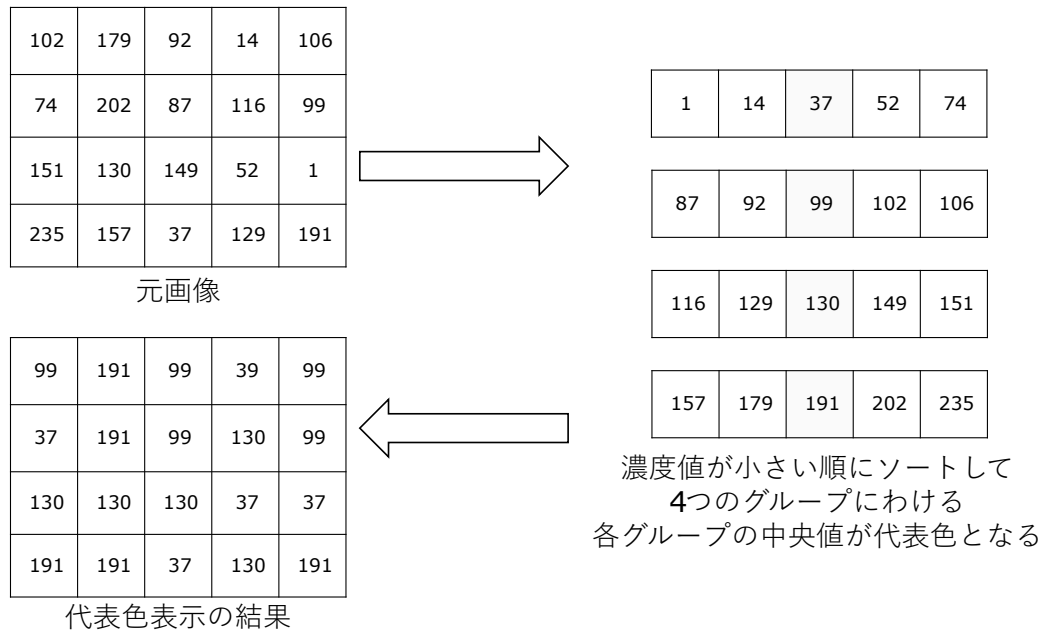 102 179 92 14 106
74 202 87 116 99
151 130 149 52 1
235 157 37 129 191
元画像
1 14 37 52 74
87 92 99 102 106
116 129 130 149 151
157 179 191 202 235
濃度値が小さい順にソートして
4つのグループにわける
各グループの中央値が代表色となる
99 191 99 39 99
37 191 99 130 99
130 130 130 37 37
191 191 37 130 191
代表色表示の結果